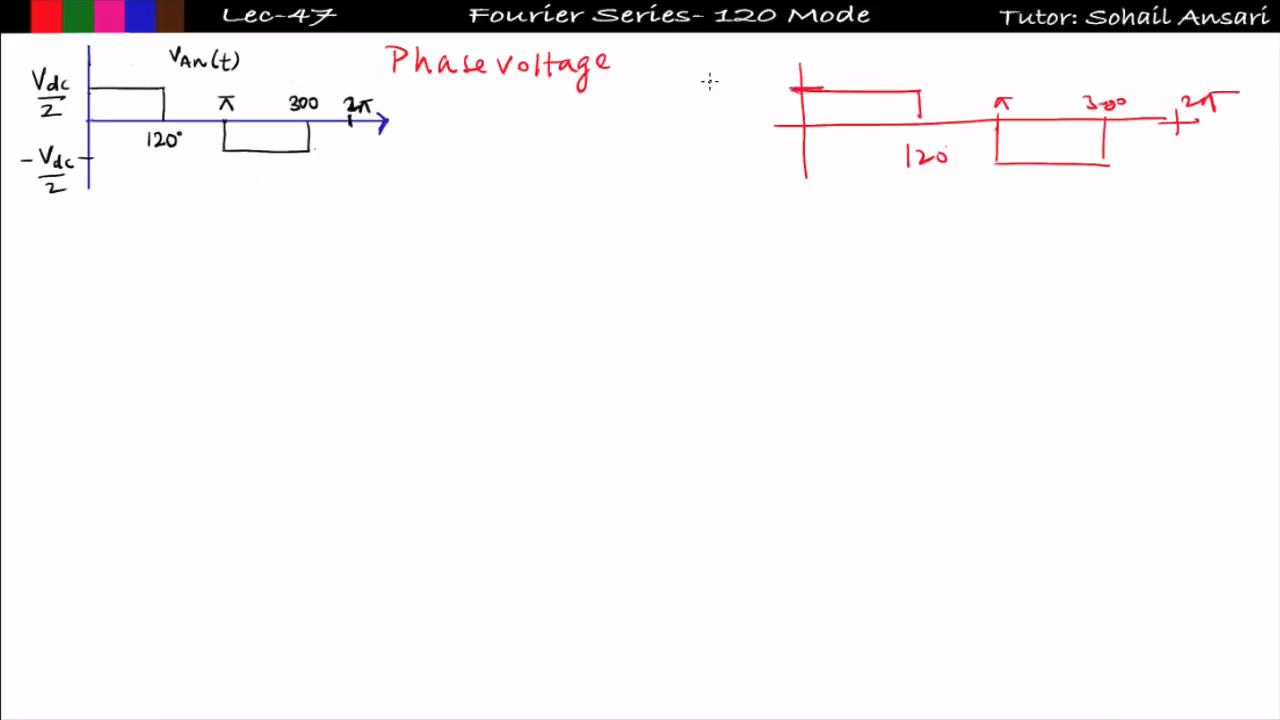 Lec-47 Fourier Series- 120 Mode Tutor: Sohail Ansari
VAN(t) Phase voltage
Vdc/2 π 300 2π
120°
-Vdc/2
π 300° 2π
120°